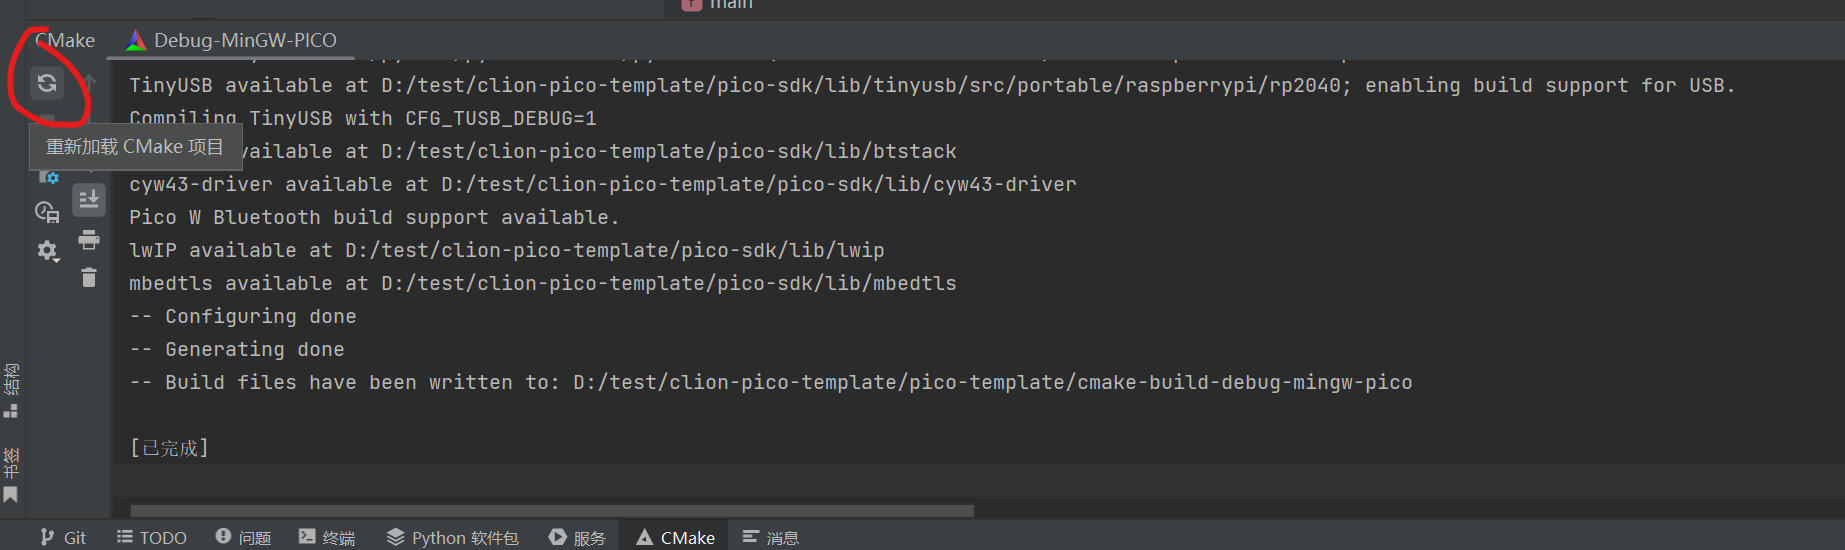 main
CMake
Debug-MinGW-PICO
TinyUSB available at D:/test/clion-pico-template/pico-sdk/lib/tinyusb/src/portable/raspberrypi/rp2040; enabling build support for USB.
Compiling TinyUSB with CFG_TUSB_DEBUG=1
重新加载 CMake 项目
vailable at D:/test/clion-pico-template/pico-sdk/lib/btstack
cyw43-driver available at D:/test/clion-pico-template/pico-sdk/lib/cyw43-driver
Pico W Bluetooth build support available.
lwIP available at D:/test/clion-pico-template/pico-sdk/lib/lwip
mbedtls available at D:/test/clion-pico-template/pico-sdk/lib/mbedtls
-- Configuring done
-- Generating done
-- Build files have been written to: D:/test/clion-pico-template/pico-template/cmake-build-debug-mingw-pico
[已完成]
结构
书签
Git
TODO
问题
终端
Python 软件包
服务
CMake
消息